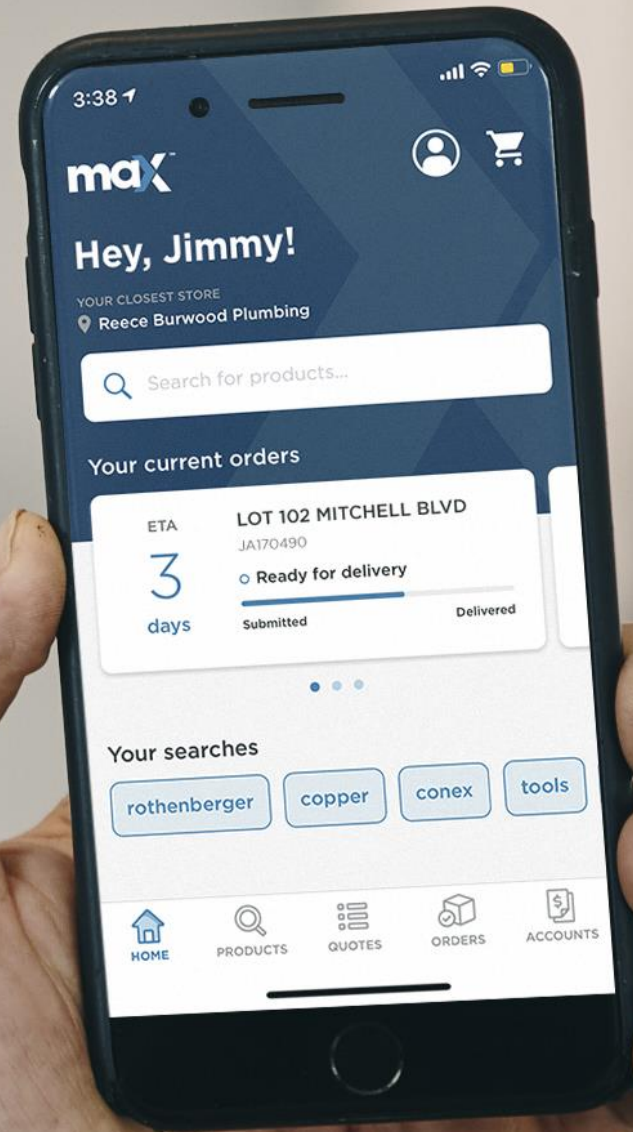 3:38
max™
Hey, Jimmy!
YOUR CLOSEST STORE
Reece Burwood Plumbing
Search for products...
Your current orders
ETA
3
days
LOT 102 MITCHELL BLVD
JA170490
Ready for delivery
Submitted
Delivered
Your searches
rothenberger
copper
conex
tools
HOME
PRODUCTS
QUOTES
ORDERS
ACCOUNTS